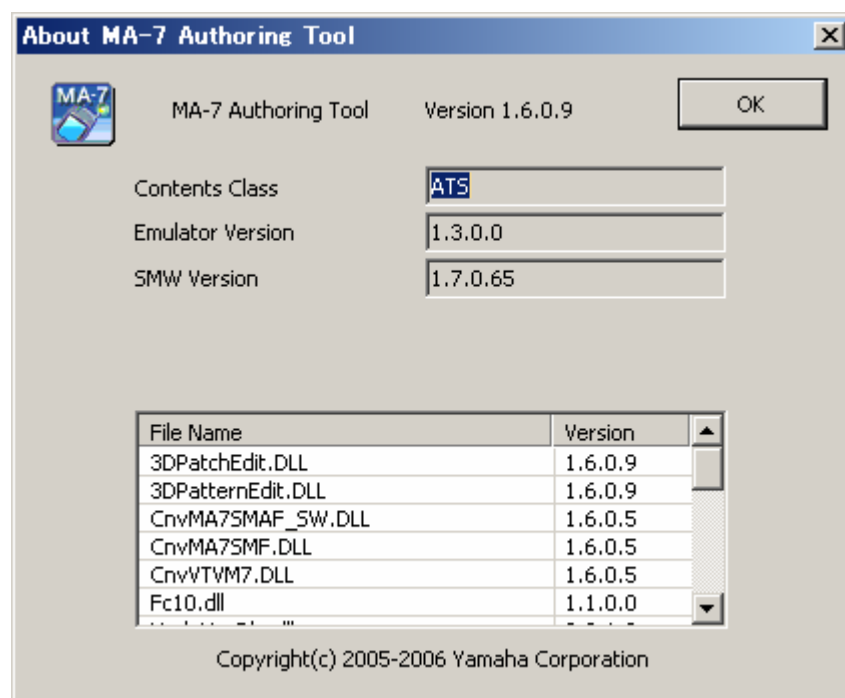 About MA-7 Authoring Tool
MA-7
MA-7 Authoring Tool Version 1.6.0.9 OK
Contents Class ATS
Emulator Version 1.3.0.0
SMW Version 1.7.0.65
File Name Version
3DPatchEdit.DLL 1.6.0.9
3DPatternEdit.DLL 1.6.0.9
CnvMA7SMAF_SW.DLL 1.6.0.5
CnvMA7SMF.DLL 1.6.0.5
CnvVTVM7.DLL 1.6.0.5
Fc10.dll 1.1.0.0
Copyright(c) 2005-2006 Yamaha Corporation